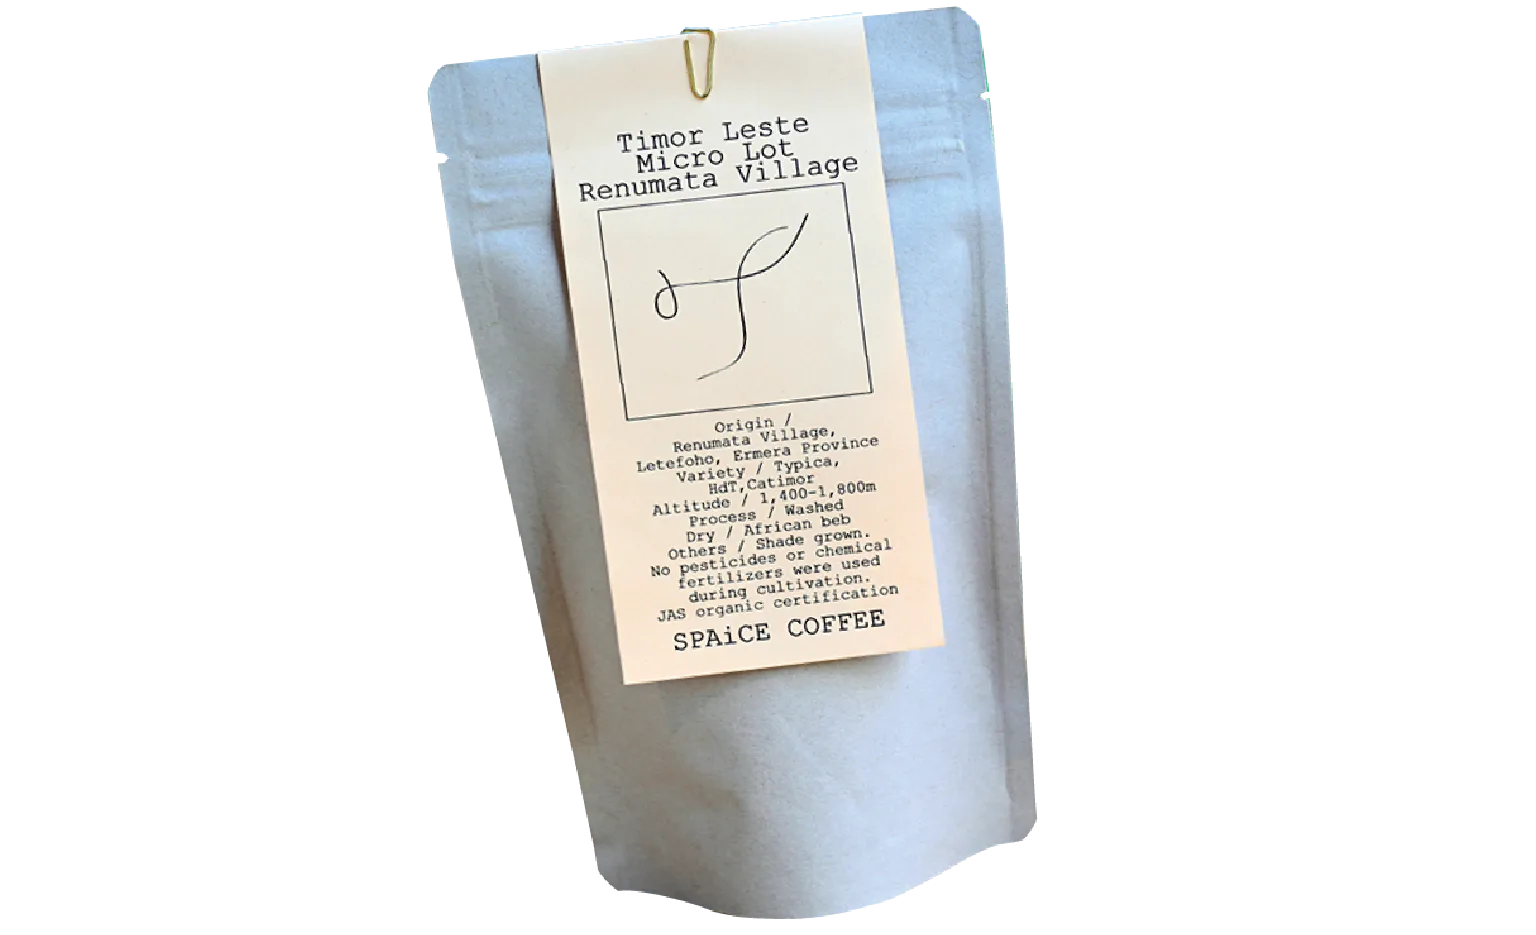 Timor Leste
Micro Lot
Renumata Village
Origin /
Renumata Village,
Letefoho, Ermera Province
Variety / Typica,
HdT,Catimor
Altitude / 1,400-1,800m
Process / Washed
Dry / African beb
Others / Shade grown.
No pesticides or chemical
fertilizers were used
during cultivation.
JAS organic certification
SPAiCE COFFEE